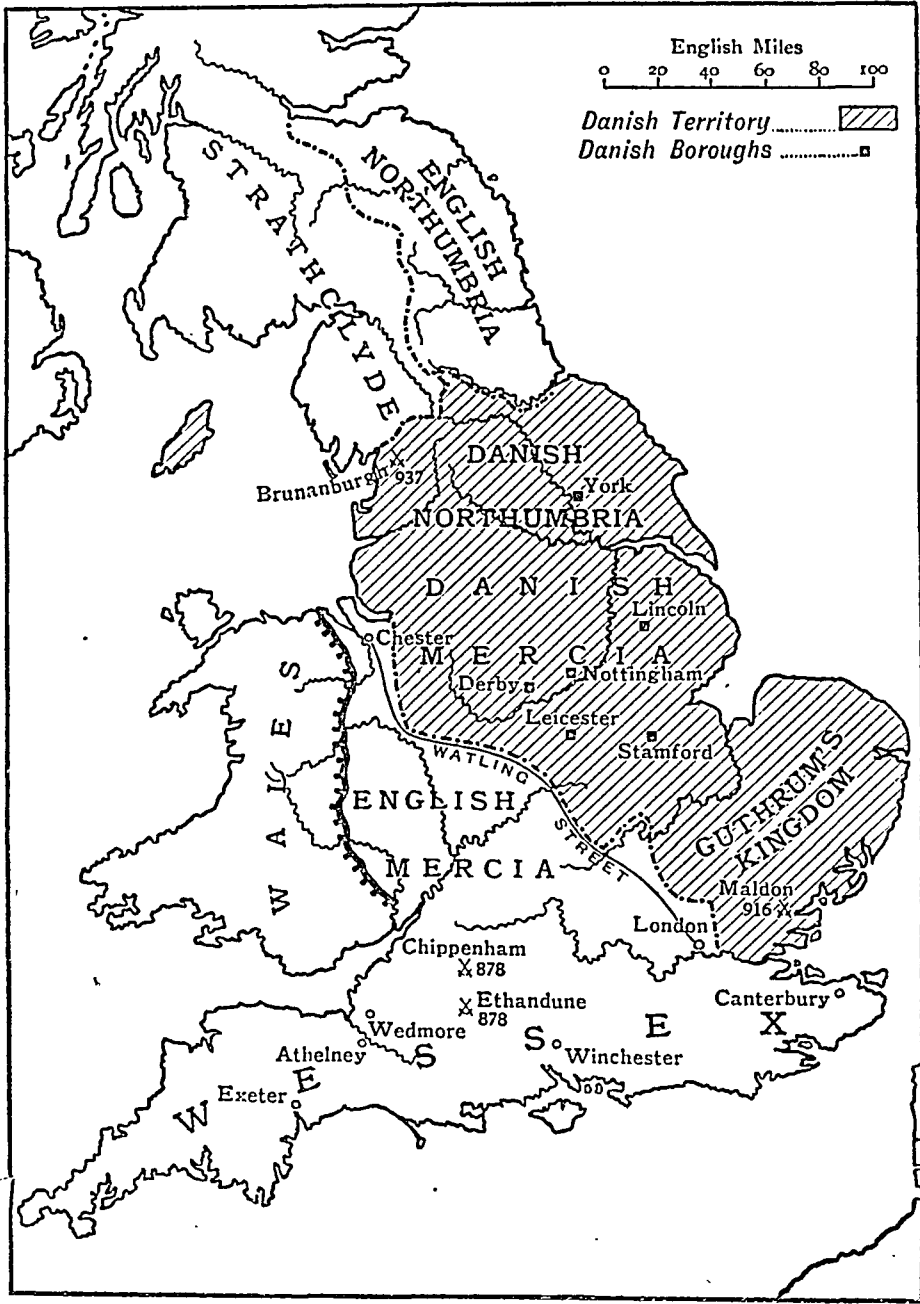 English Miles
0 20 40 60 80 100
Danish Territory
Danish Boroughs
STRATHCLYDE
ENGLISH
NORTHUMBRIA
DANISH
York
Brunanburgh 937
NORTHUMBRIA
DANISH
Lincoln
Chester
MERCIA
Derby
Nottingham
Leicester
Stamford
WALES
WATLING
STREET
ENGLISH
MERCIA
GUTHRUM'S
KINGDOM
Maldon
916
London
Chippenham
878
Ethandune
878
Canterbury
Wedmore
Athelney
Winchester
Exeter
WESSEX